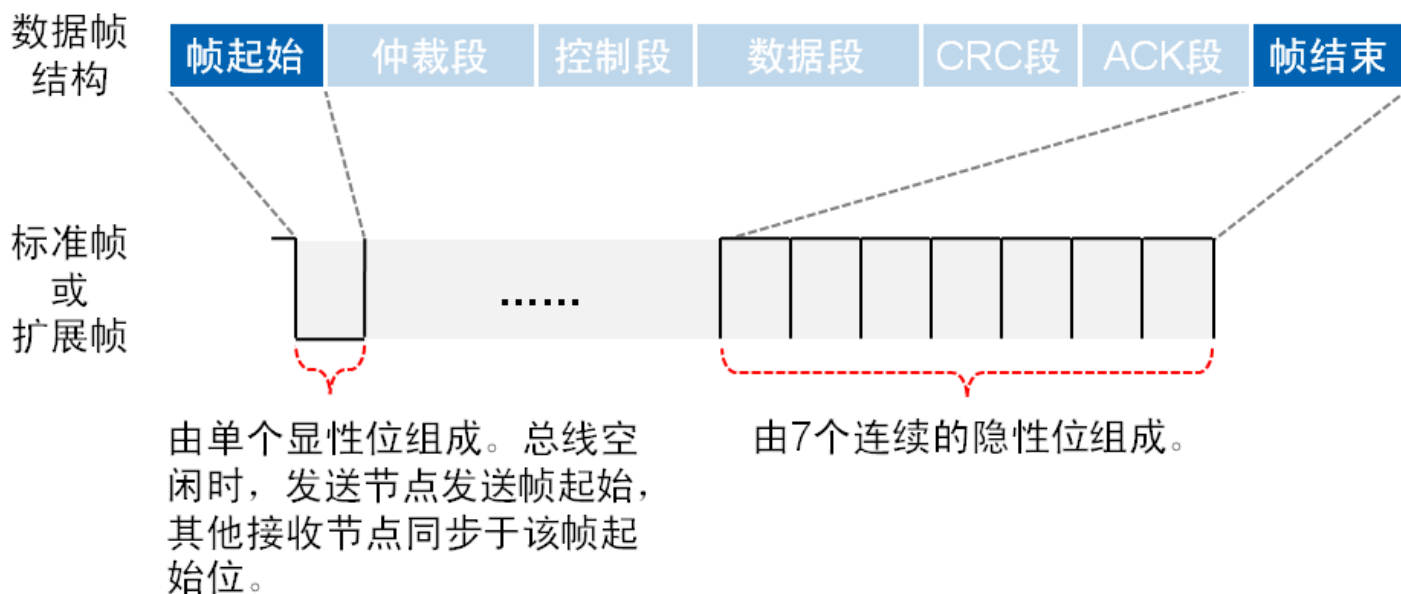 数据帧
结构
帧起始 仲裁段 控制段 数据段 CRC段 ACK段 帧结束
标准帧
或
扩展帧
……
由单个显性位组成。总线空
闲时，发送节点发送帧起始，
其他接收节点同步于该帧起
始位。
由7个连续的隐性位组成。